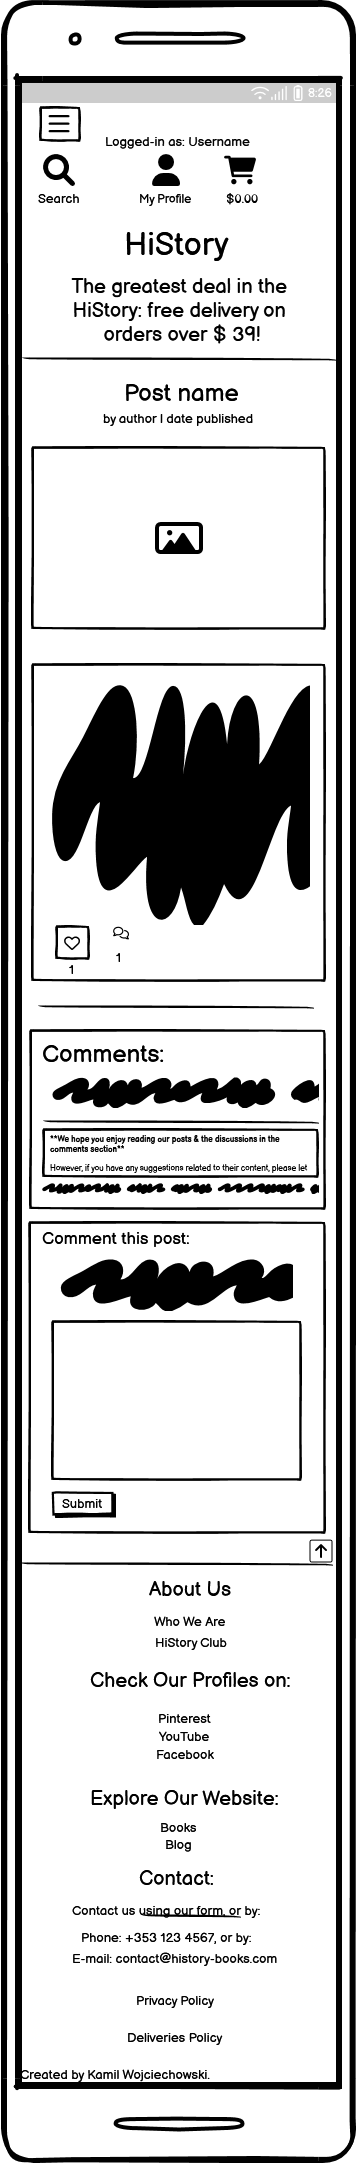 8:26
Logged-in as: Username
Search
My Profile
$0.00
HiStory
The greatest deal in the
HiStory: free delivery on
orders over $ 39!
Post name
by author | date published
1
1
Comments:
**We hope you enjoy reading our posts & the discussions in the
comments section**
However, if you have any suggestions related to their content, please let
Comment this post:
Submit
About Us
Who We Are
HiStory Club
Check Our Profiles on:
Pinterest
YouTube
Facebook
Explore Our Website:
Books
Blog
Contact:
Contact us using our form, or by:
Phone: +353 123 4567, or by:
E-mail: contact@history-books.com
Privacy Policy
Deliveries Policy
Created by Kamil Wojciechowski.